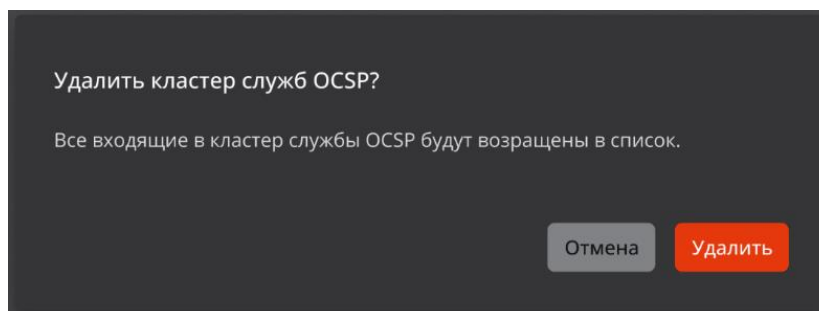 Удалить кластер служб OCSP?
Все входящие в кластер службы OCSP будут возращены в список.
Отмена
Удалить